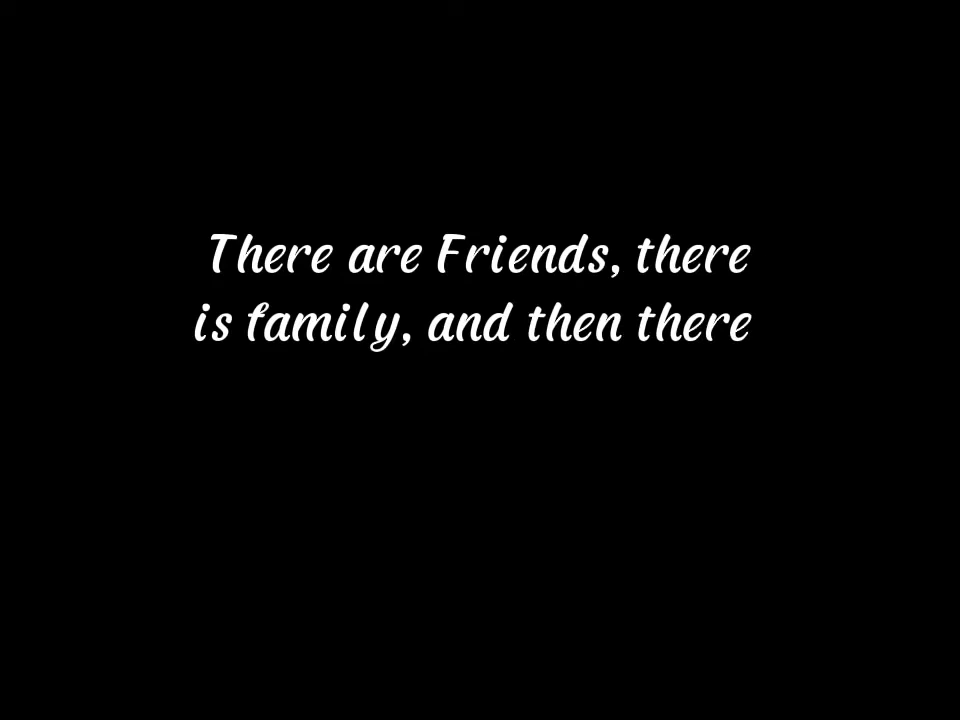 There are Friends, there
is family, and then there